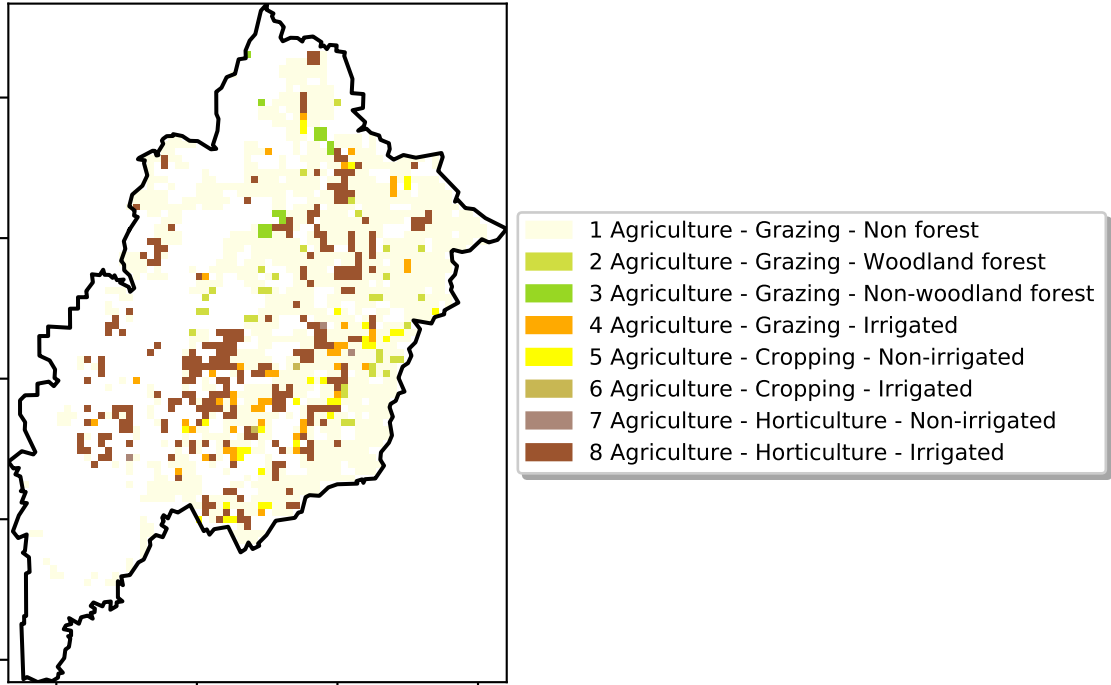 1 Agriculture - Grazing - Non forest
2 Agriculture - Grazing - Woodland forest
3 Agriculture - Grazing - Non-woodland forest
4 Agriculture - Grazing - Irrigated
5 Agriculture - Cropping - Non-irrigated
6 Agriculture - Cropping - Irrigated
7 Agriculture - Horticulture - Non-irrigated
8 Agriculture - Horticulture - Irrigated